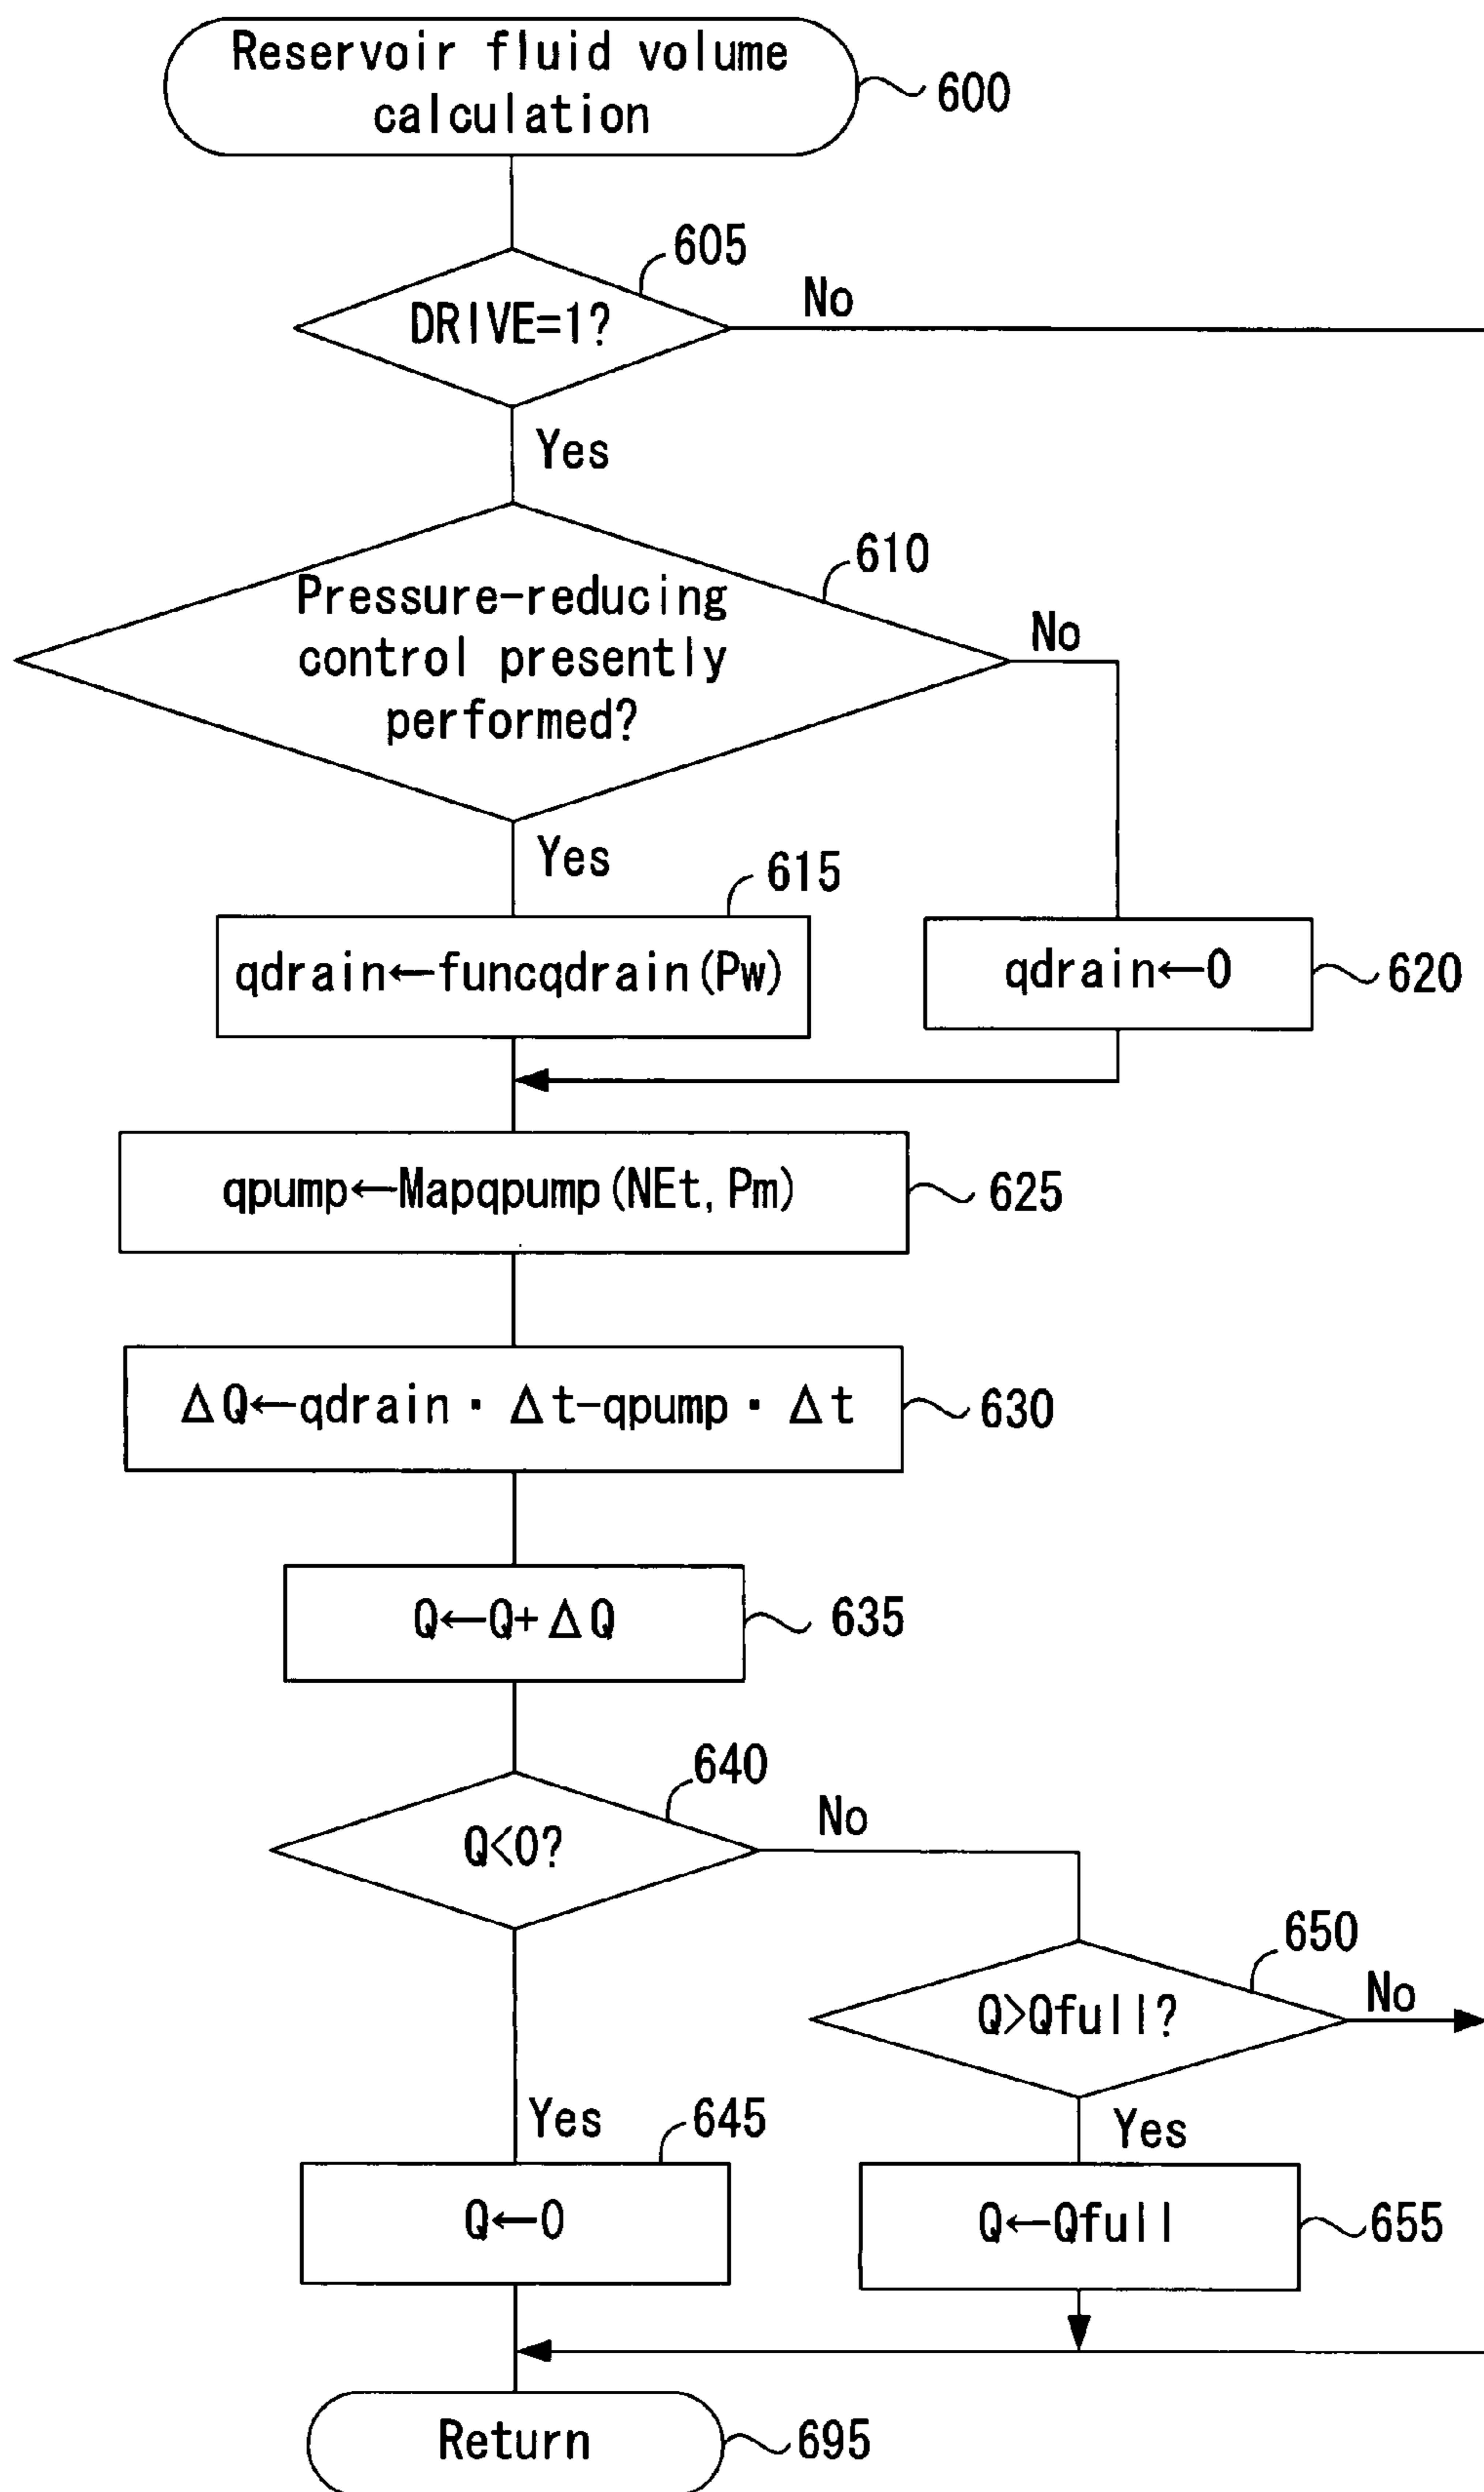 Reservoir fluid volume
calculation
600
605
DRIVE=1?
No
Yes
610
Pressure-reducing
control presently
performed?
No
Yes
615
qdrain←funcqdrain(Pw)
qdrain←0
620
qpump←Mapqpump(NEt,Pm)
625
ΔQ←qdrain・Δt-qpump・Δt
630
Q←Q+ΔQ
635
640
Q<0?
No
650
Q>Qfull?
No
Yes
645
Yes
Q←0
Q←Qfull
655
Return
695